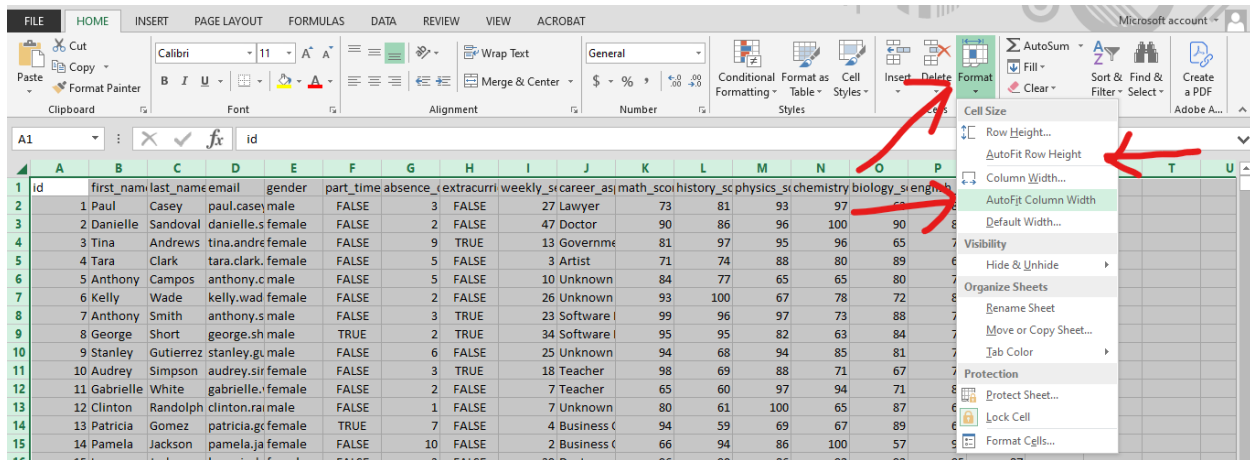 FILE HOME INSERT PAGE LAYOUT FORMULAS DATA REVIEW VIEW ACROBAT Microsoft account
Cut
Copy
Format Painter
Paste
Clipboard
Calibri 11 A A
B I U A
Font
Wrap Text
Merge & Center
Alignment
General
$ % , .0 .00 .00 .0
Number
Conditional Formatting
Format as Table
Cell Styles
Styles
Insert Delete Format
AutoSum
Fill
Clear
Sort & Filter
Find & Select
Create a PDF
Adobe A...
A1 fx id
Cell Size
Row Height...
AutoFit Row Height
Column Width...
AutoFit Column Width
Default Width...
Visibility
Hide & Unhide
Organize Sheets
Rename Sheet
Move or Copy Sheet...
Tab Color
Protection
Protect Sheet...
Lock Cell
Format Cells...
A B C D E F G H I J K L M N O P T U
1 id first_name last_name email gender part_time absence_ extracurri weekly_s career_as math_sco history_s physics_s chemistry biology_s english
2 1 Paul Casey paul.casey male FALSE 3 FALSE 27 Lawyer 73 81 93 97
3 2 Danielle Sandoval danielle.s female FALSE 2 FALSE 47 Doctor 90 86 96 100 90
4 3 Tina Andrews tina.andre female FALSE 9 TRUE 13 Governme 81 97 95 96 65
5 4 Tara Clark tara.clark. female FALSE 5 FALSE 3 Artist 71 74 88 80 89
6 5 Anthony Campos anthony.c male FALSE 5 FALSE 10 Unknown 84 77 65 65 80
7 6 Kelly Wade kelly.wad female FALSE 2 FALSE 26 Unknown 93 100 67 78 72
8 7 Anthony Smith anthony.s male FALSE 3 TRUE 23 Software 99 96 97 73 88
9 8 George Short george.sh male TRUE 2 TRUE 34 Software 95 95 82 63 84
10 9 Stanley Gutierrez stanley.gu male FALSE 6 FALSE 25 Unknown 94 68 94 85 81
11 10 Audrey Simpson audrey.sir female FALSE 3 TRUE 18 Teacher 98 69 88 71 67
12 11 Gabrielle White gabrielle. female FALSE 2 FALSE 7 Teacher 65 60 97 94 71
13 12 Clinton Randolph clinton.rar male FALSE 1 FALSE 7 Unknown 80 61 100 65 87
14 13 Patricia Gomez patricia.gc female TRUE 7 FALSE 4 Business 94 59 69 67 89
15 14 Pamela Jackson pamela.ja female FALSE 10 FALSE 2 Business 66 94 86 100 57